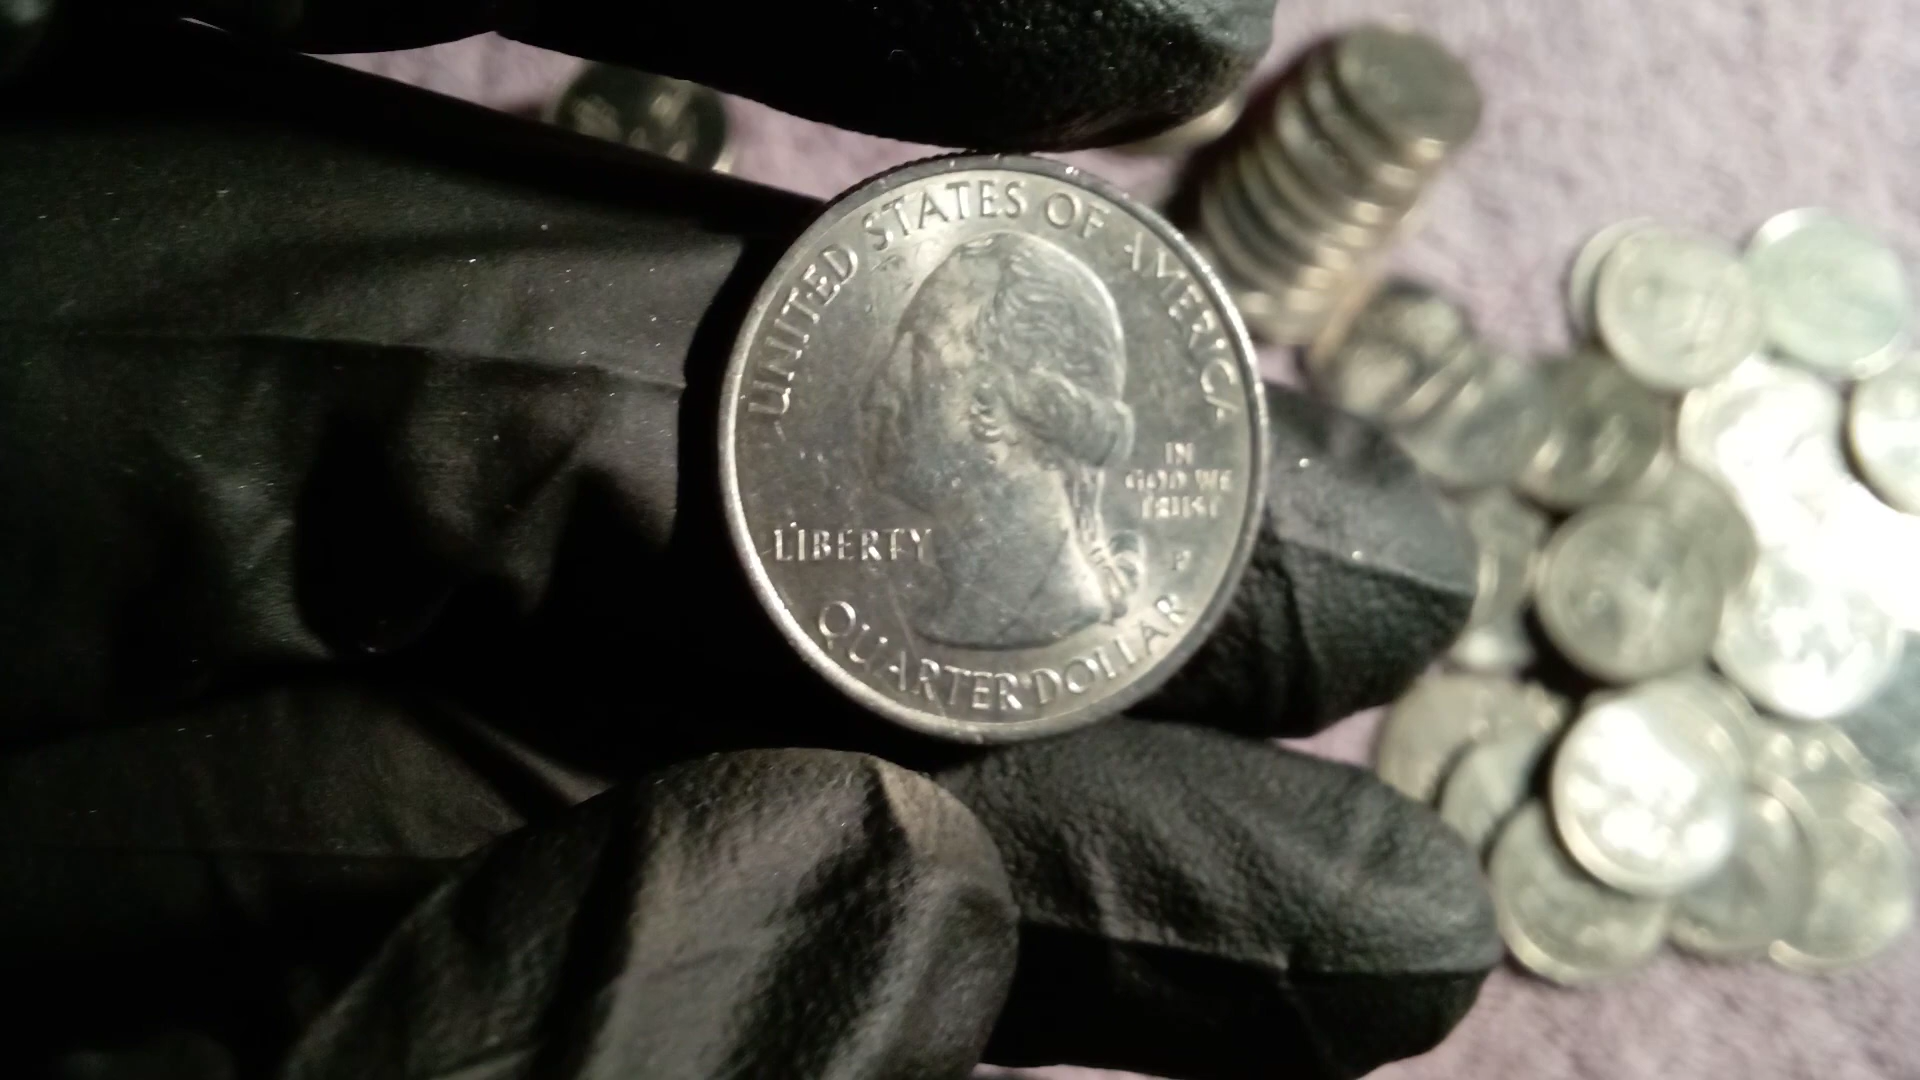 UNITED STATES OF AMERICA
LIBERTY
IN
GOD WE
TRUST
P
QUARTER DOLLAR